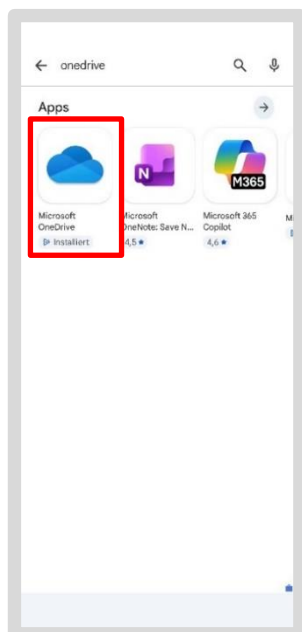 onedrive
Apps
N
M365
Microsoft OneDrive
Installiert
Microsoft OneNote: Save N...
4,5 ★
Microsoft 365 Copilot
4,6 ★